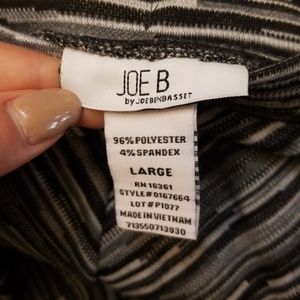 JOE B
by JOEBENBASSET
96% POLYESTER
4% SPANDEX
LARGE
RN 16361
STYLE# 0167664
LOT# P1077
MADE IN VIETNAM
713550713930